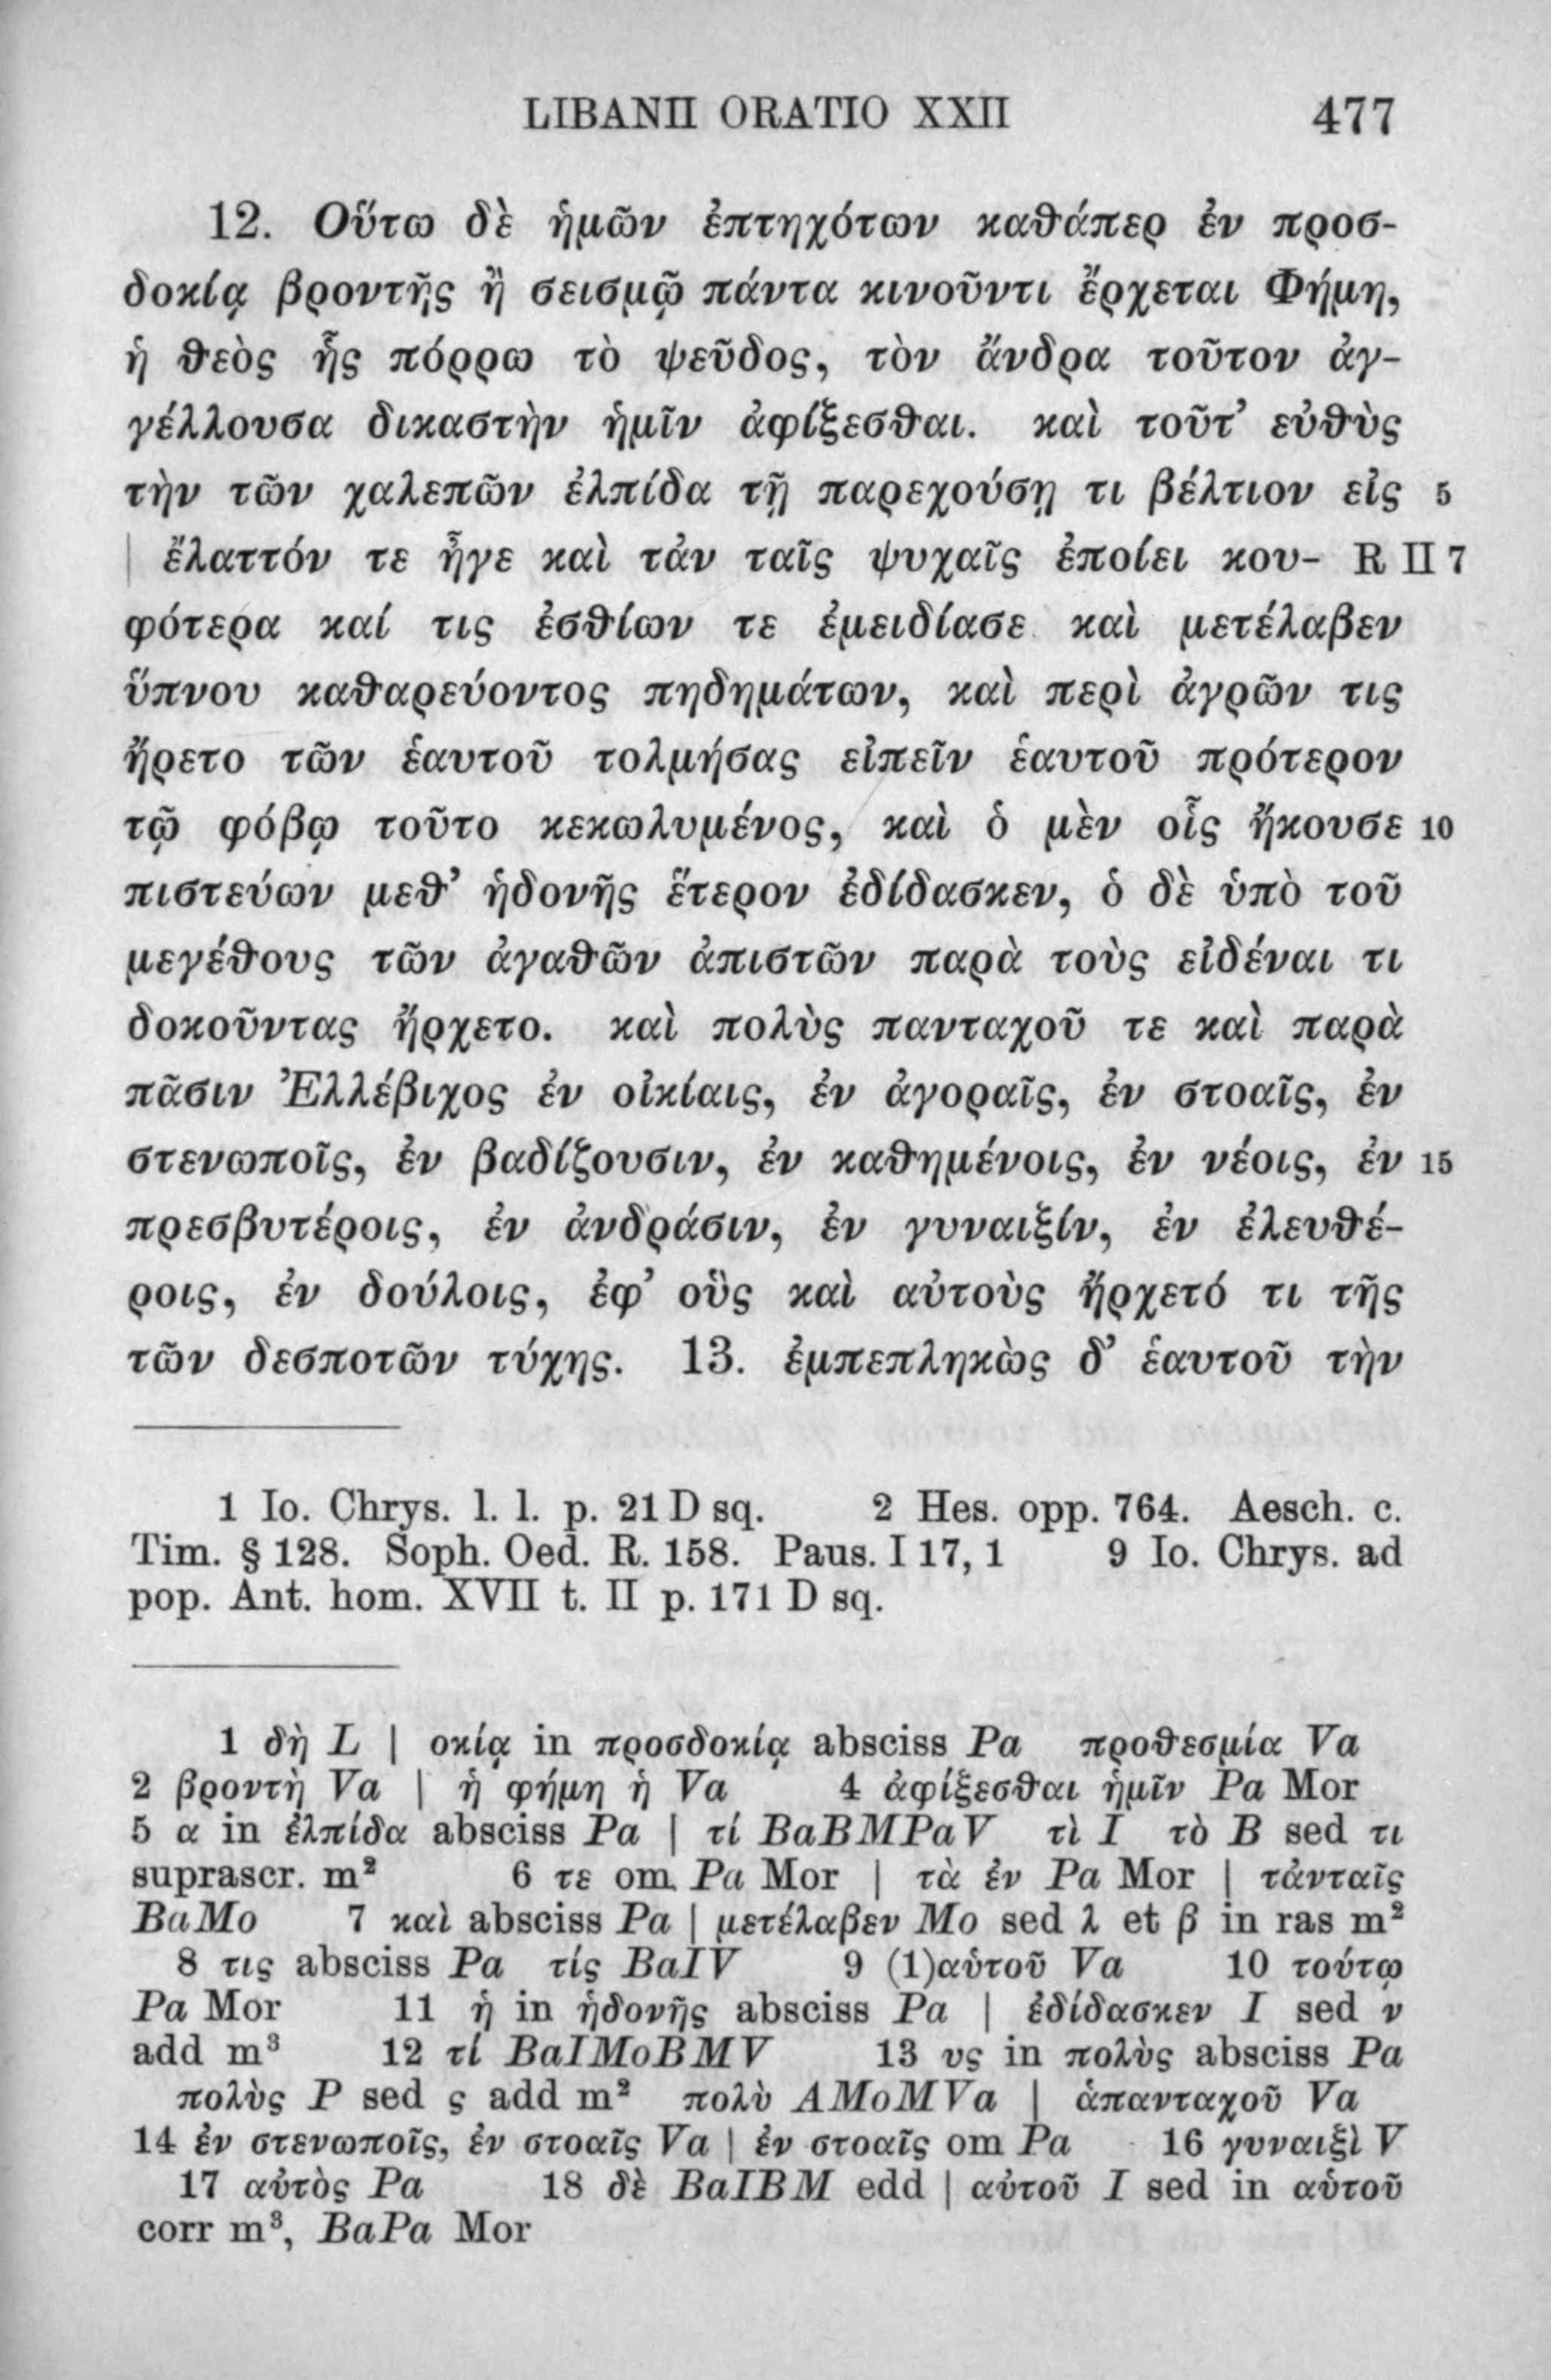 LIBANII ORATIO XXII 477
12. Οὕτω δὲ ἡμῶν ἐπτηχότων καθάπερ ἐν προσ-
δοκίᾳ βροντῆς ἢ σεισμῷ πάντα κινοῦντι ἔρχεται Φήμη,
ἡ θεὸς ἧς πόρρω τὸ ψεῦδος, τὸν ἄνδρα τοῦτον ἀγ-
γέλλουσα δικαστὴν ἡμῖν ἀφίξεσθαι. καὶ τοῦτ’ εὐθὺς
τὴν τῶν χαλεπῶν ἐλπίδα τῇ παρεχούσῃ τι βέλτιον εἰς 5
| ἔλαττόν τε ἦγε καὶ τἀν ταῖς ψυχαῖς ἐποίει κου- R II 7
φότερα καί τις ἐσθίων τε ἐμειδίασε καὶ μετέλαβεν
ὕπνου καθαρεύοντος πηδημάτων, καὶ περὶ ἀγρῶν τις
ἤρετο τῶν ἑαυτοῦ τολμήσας εἰπεῖν ἑαυτοῦ πρότερον
τῷ φόβῳ τοῦτο κεκωλυμένος, καὶ ὁ μὲν οἷς ἤκουσε 10
πιστεύων μεθ’ ἡδονῆς ἕτερον ἐδίδασκεν, ὁ δὲ ὑπὸ τοῦ
μεγέθους τῶν ἀγαθῶν ἀπιστῶν παρὰ τοὺς εἰδέναι τι
δοκοῦντας ἤρχετο. καὶ πολὺς πανταχοῦ τε καὶ παρὰ
πᾶσιν Ἐλλέβιχος ἐν οἰκίαις, ἐν ἀγοραῖς, ἐν στοαῖς, ἐν
στενωποῖς, ἐν βαδίζουσιν, ἐν καθημένοις, ἐν νέοις, ἐν 15
πρεσβυτέροις, ἐν ἀνδράσιν, ἐν γυναιξίν, ἐν ἐλευθέ-
ροις, ἐν δούλοις, ἐφ’ οὓς καὶ αὐτοὺς ἤρχετό τι τῆς
τῶν δεσποτῶν τύχης. 13. ἐμπεπληκὼς δ’ ἑαυτοῦ τὴν
1 Io. Chrys. l. l. p. 21 D sq. 2 Hes. opp. 764. Aesch. c.
Tim. § 128. Soph. Oed. R. 158. Paus. I 17, 1 9 Io. Chrys. ad
pop. Ant. hom. XVII t. II p. 171 D sq.
1 δὴ L | οκίᾳ in προσδοκίᾳ absciss Pa προθεσμία Va
2 βροντὴ Va | ἡ φήμη ἡ Va 4 ἀφίξεσθαι ἡμῖν Pa Mor
5 α in ἐλπίδα absciss Pa | τί BaBMPaV τὶ I τὸ B sed τι
suprascr. m² 6 τε om Pa Mor | τὰ ἐν Pa Mor | τἀνταῖς
BaMo 7 καὶ absciss Pa | μετέλαβεν Mo sed λ et β in ras m²
8 τις absciss Pa τίς BaIV 9 (1)αὑτοῦ Va 10 τούτῳ
Pa Mor 11 ἡ in ἡδονῆς absciss Pa | ἐδίδασκεν I sed ν
add m³ 12 τί BaIMoBMV 13 υς in πολὺς absciss Pa
πολὺς P sed ς add m² πολὺ AMoMVa | ἁπανταχοῦ Va
14 ἐν στενωποῖς, ἐν στοαῖς Va | ἐν στοαῖς om Pa 16 γυναιξὶ V
17 αὐτὸς Pa 18 δὲ BaIBM edd | αὐτοῦ I sed in αὑτοῦ
corr m³, BaPa Mor